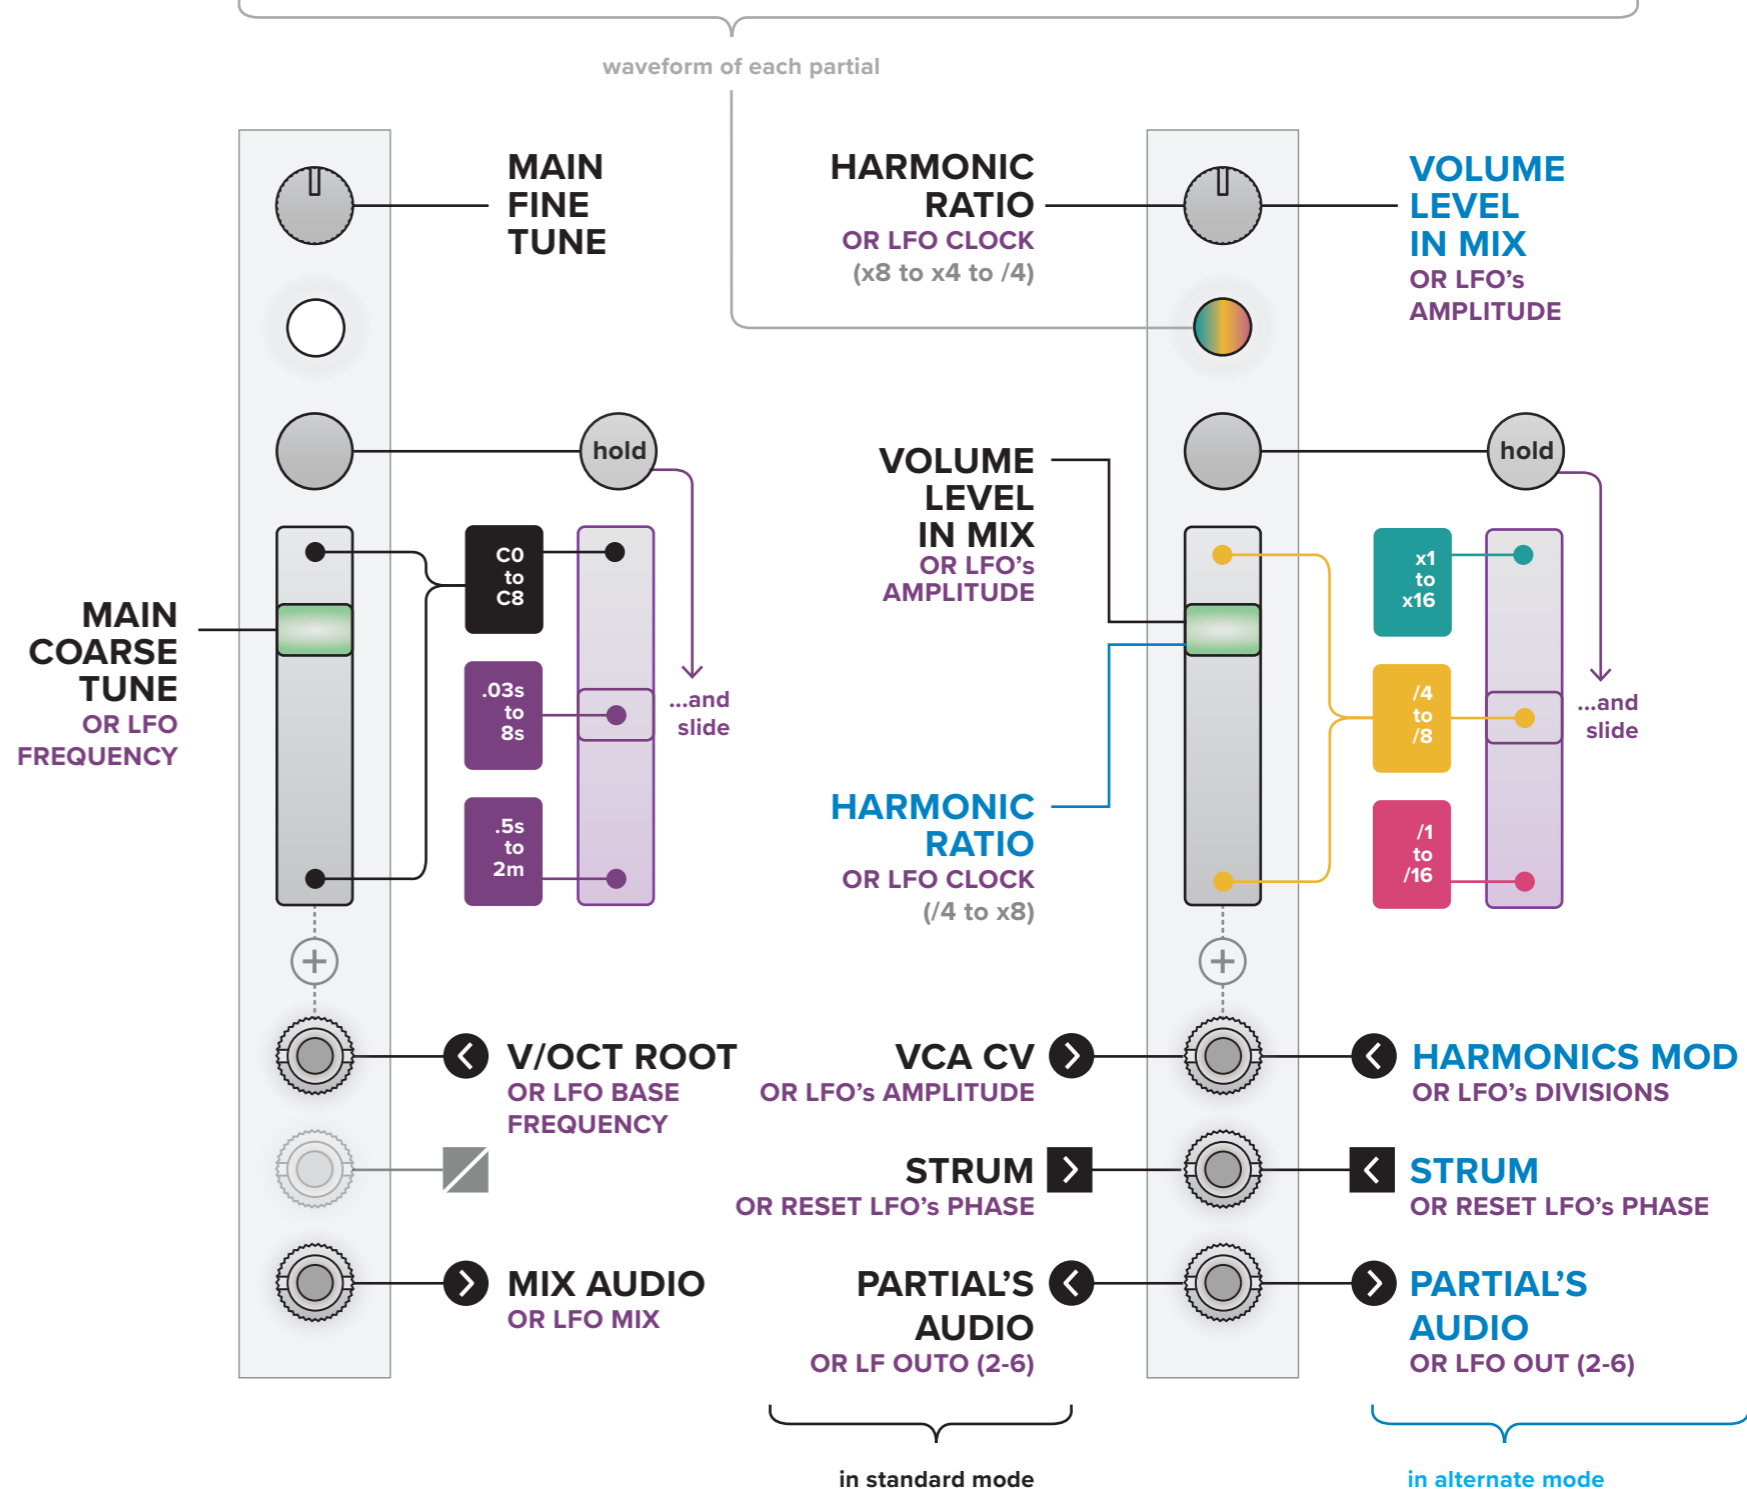 waveform of each partial
MAIN
FINE
TUNE
HARMONIC
RATIO
OR LFO CLOCK
(x8 to x4 to /4)
VOLUME
LEVEL
IN MIX
OR LFO's
AMPLITUDE
hold
C0
to
C8
.03s
to
8s
.5s
to
2m
...and
slide
MAIN
COARSE
TUNE
OR LFO
FREQUENCY
VOLUME
LEVEL
IN MIX
OR LFO's
AMPLITUDE
HARMONIC
RATIO
OR LFO CLOCK
(/4 to x8)
hold
x1
to
x16
/4
to
/8
/1
to
/16
...and
slide
V/OCT ROOT
OR LFO BASE
FREQUENCY
MIX AUDIO
OR LFO MIX
VCA CV
OR LFO's AMPLITUDE
STRUM
OR RESET LFO's PHASE
PARTIAL'S
AUDIO
OR LF OUTO (2-6)
HARMONICS MOD
OR LFO's DIVISIONS
STRUM
OR RESET LFO's PHASE
PARTIAL'S
AUDIO
OR LFO OUT (2-6)
in standard mode
in alternate mode